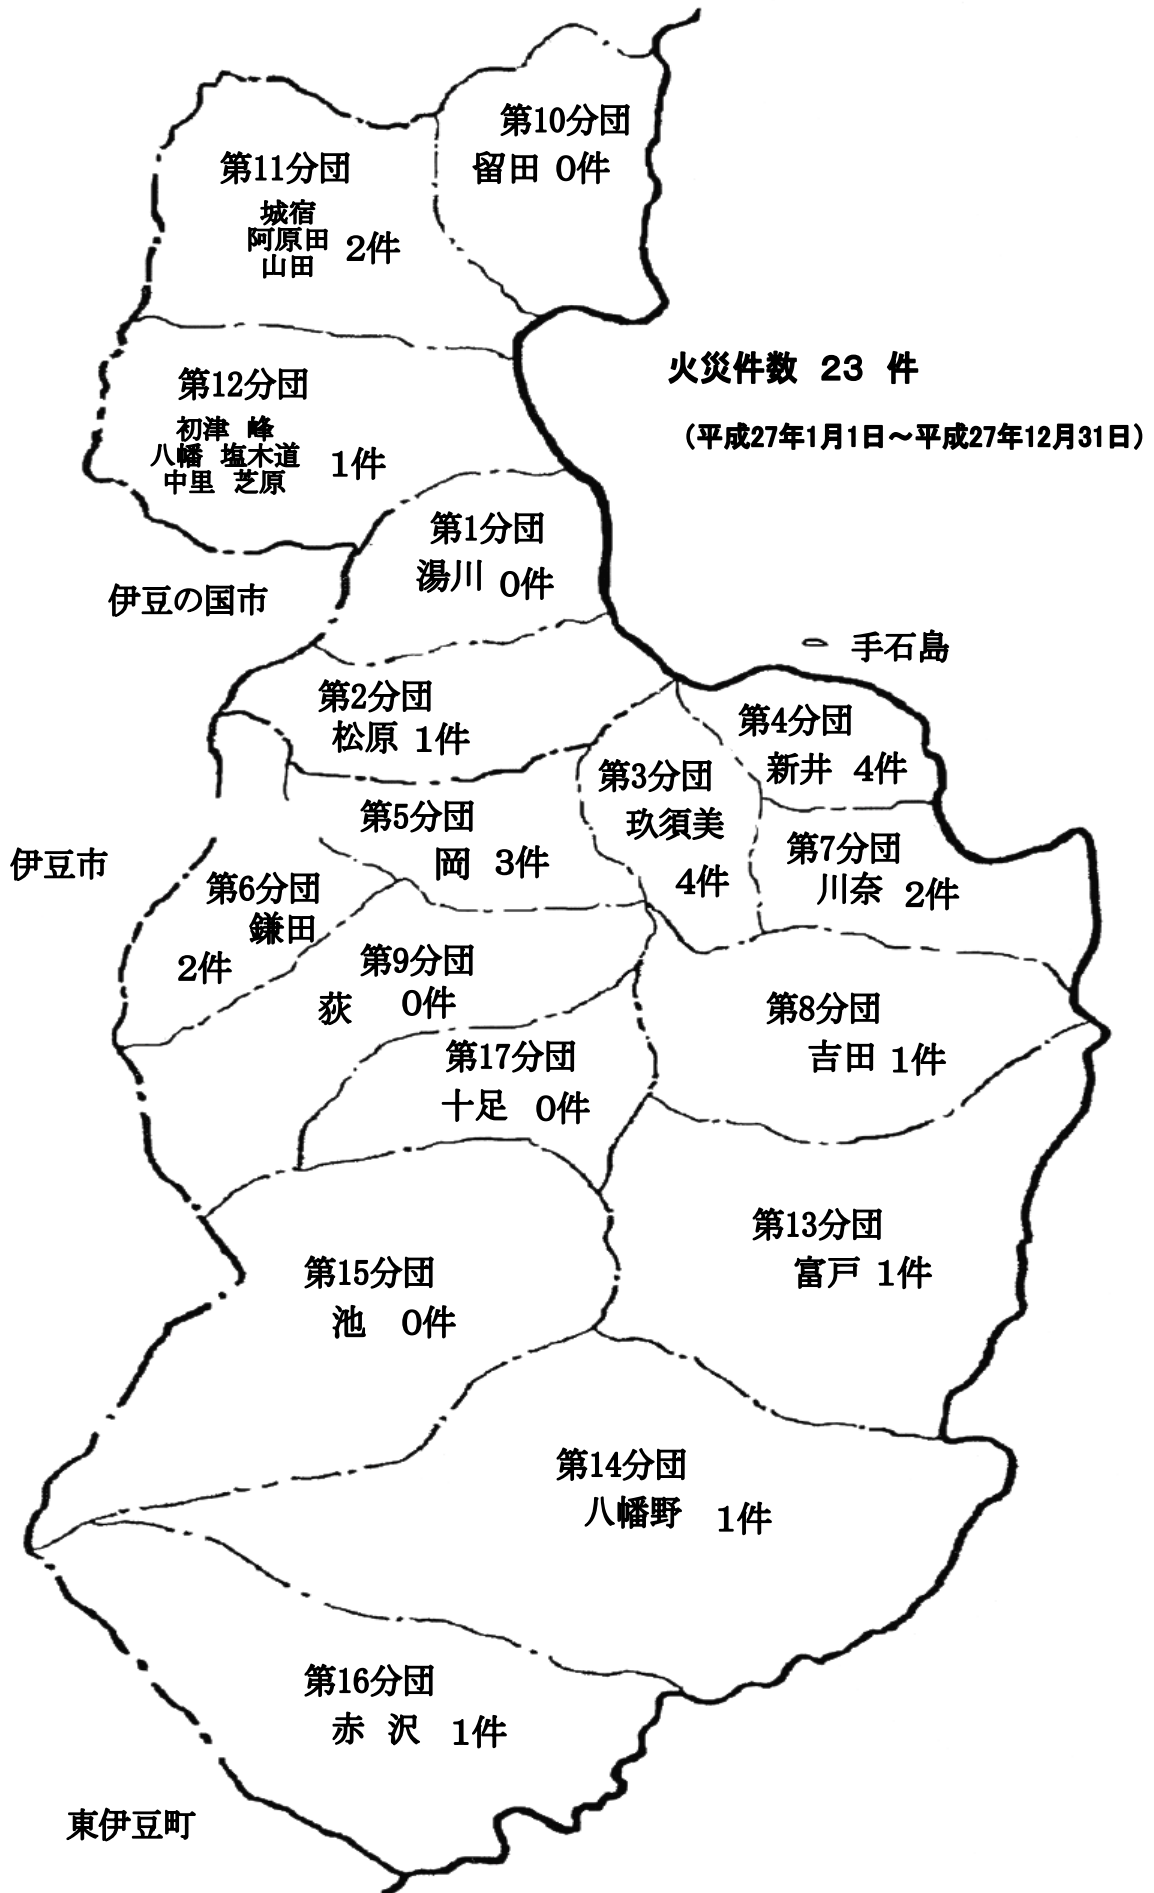 第10分団
留田 0件
第11分団
城宿
阿原田 2件
山田
火災件数 23 件
（平成27年1月1日～平成27年12月31日）
第12分団
初津 峰
八幡 塩木道 1件
中里 芝原
第1分団
湯川 0件
伊豆の国市
手石島
第2分団
松原 1件
第4分団
新井 4件
第3分団
玖須美
4件
第5分団
岡 3件
第7分団
川奈 2件
伊豆市
第6分団
鎌田
2件
第9分団
荻 0件
第8分団
吉田 1件
第17分団
十足 0件
第13分団
富戸 1件
第15分団
池 0件
第14分団
八幡野 1件
第16分団
赤 沢 1件
東伊豆町